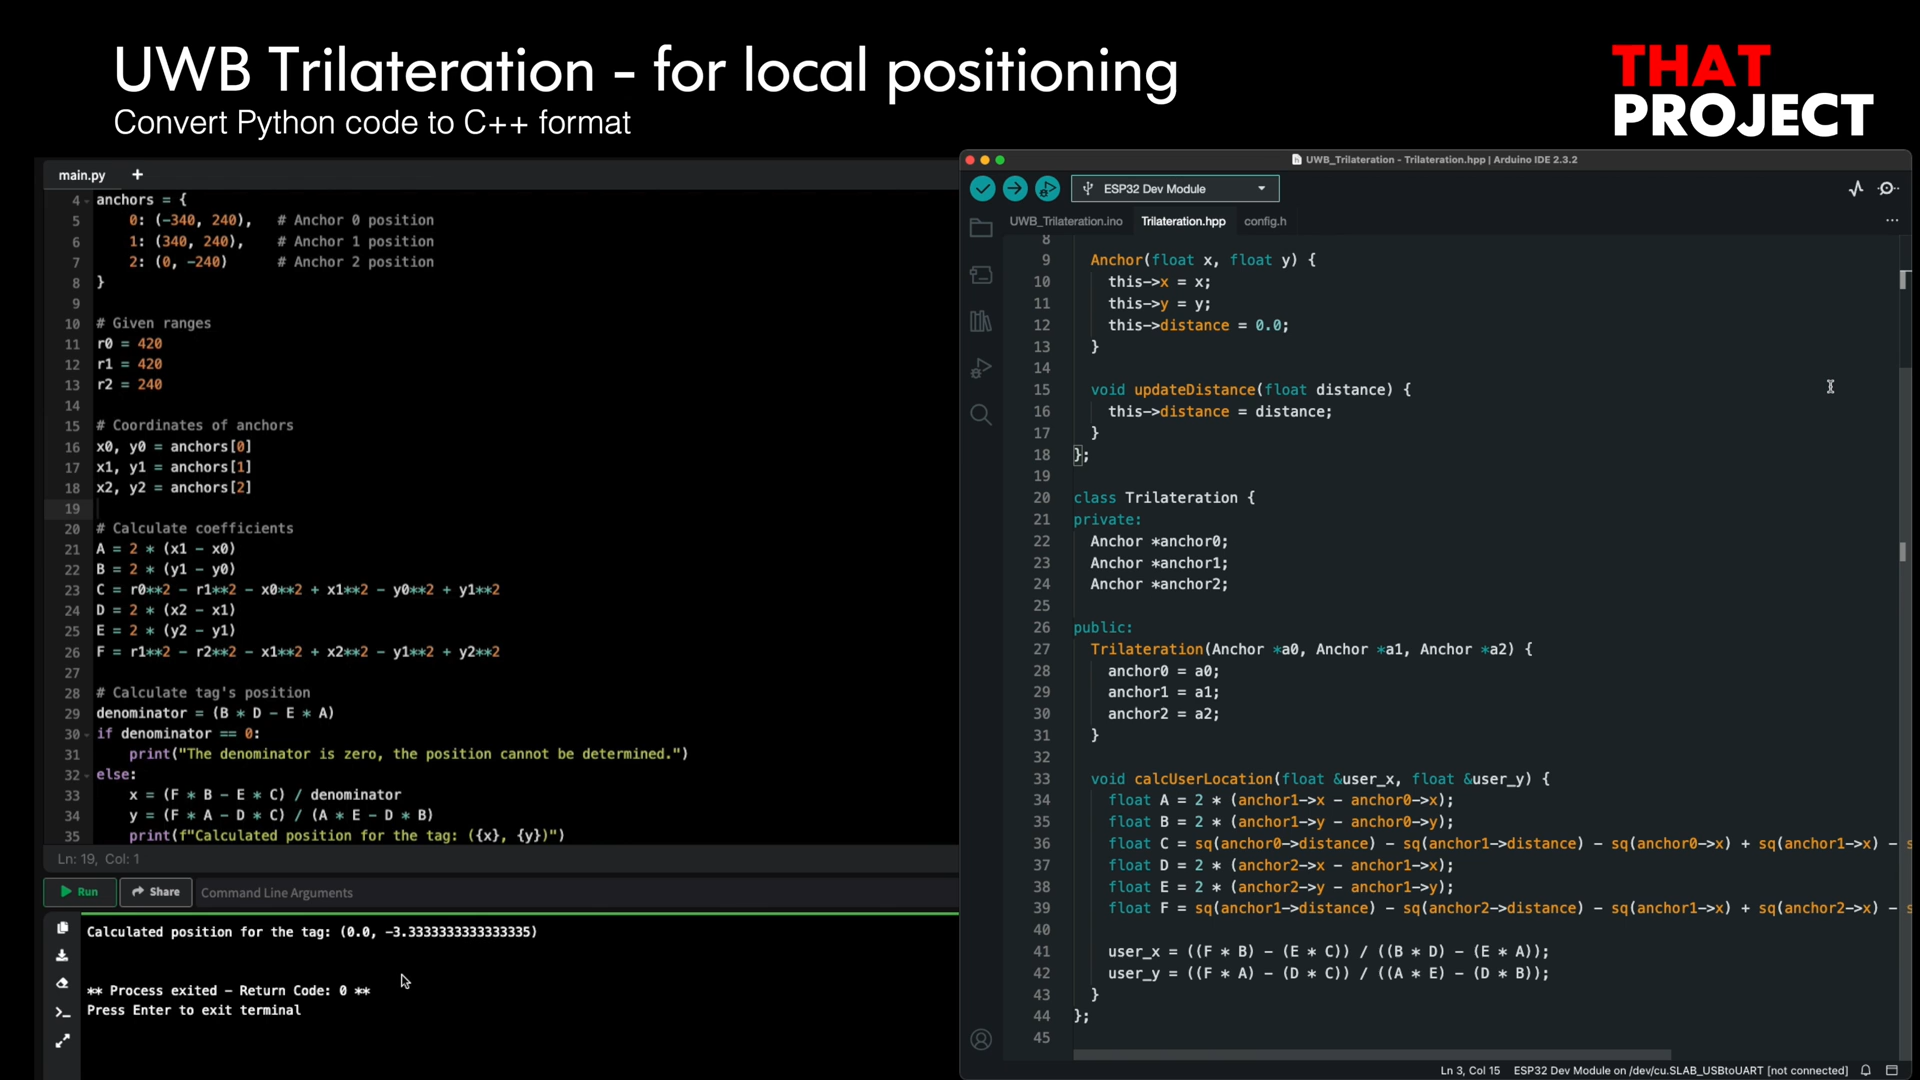 UWB Trilateration - for local positioning
Convert Python code to C++ format
THAT
PROJECT
main.py +
4 anchors = {
5 0: (-340, 240), # Anchor 0 position
6 1: (340, 240), # Anchor 1 position
7 2: (0, -240) # Anchor 2 position
8 }
9
10 # Given ranges
11 r0 = 420
12 r1 = 420
13 r2 = 240
14
15 # Coordinates of anchors
16 x0, y0 = anchors[0]
17 x1, y1 = anchors[1]
18 x2, y2 = anchors[2]
19
20 # Calculate coefficients
21 A = 2 * (x1 - x0)
22 B = 2 * (y1 - y0)
23 C = r0**2 - r1**2 - x0**2 + x1**2 - y0**2 + y1**2
24 D = 2 * (x2 - x1)
25 E = 2 * (y2 - y1)
26 F = r1**2 - r2**2 - x1**2 + x2**2 - y1**2 + y2**2
27
28 # Calculate tag's position
29 denominator = (B * D - E * A)
30 if denominator == 0:
31 print("The denominator is zero, the position cannot be determined.")
32 else:
33 x = (F * B - E * C) / denominator
34 y = (F * A - D * C) / (A * E - D * B)
35 print(f"Calculated position for the tag: ({x}, {y})")
Ln: 19, Col: 1
Run Share Command Line Arguments
Calculated position for the tag: (0.0, -3.3333333333333335)
** Process exited - Return Code: 0 **
Press Enter to exit terminal
UWB_Trilateration - Trilateration.hpp | Arduino IDE 2.3.2
ESP32 Dev Module
UWB_Trilateration.ino Trilateration.hpp config.h
8
9 Anchor(float x, float y) {
10 this->x = x;
11 this->y = y;
12 this->distance = 0.0;
13 }
14
15 void updateDistance(float distance) {
16 this->distance = distance;
17 }
18 };
19
20 class Trilateration {
21 private:
22 Anchor *anchor0;
23 Anchor *anchor1;
24 Anchor *anchor2;
25
26 public:
27 Trilateration(Anchor *a0, Anchor *a1, Anchor *a2) {
28 anchor0 = a0;
29 anchor1 = a1;
30 anchor2 = a2;
31 }
32
33 void calcUserLocation(float &user_x, float &user_y) {
34 float A = 2 * (anchor1->x - anchor0->x);
35 float B = 2 * (anchor1->y - anchor0->y);
36 float C = sq(anchor0->distance) - sq(anchor1->distance) - sq(anchor0->x) + sq(anchor1->x) -
37 float D = 2 * (anchor2->x - anchor1->x);
38 float E = 2 * (anchor2->y - anchor1->y);
39 float F = sq(anchor1->distance) - sq(anchor2->distance) - sq(anchor1->x) + sq(anchor2->x) -
40
41 user_x = ((F * B) - (E * C)) / ((B * D) - (E * A));
42 user_y = ((F * A) - (D * C)) / ((A * E) - (D * B));
43 }
44 };
45
Ln 3, Col 15 ESP32 Dev Module on /dev/cu.SLAB_USBtoUART [not connected]